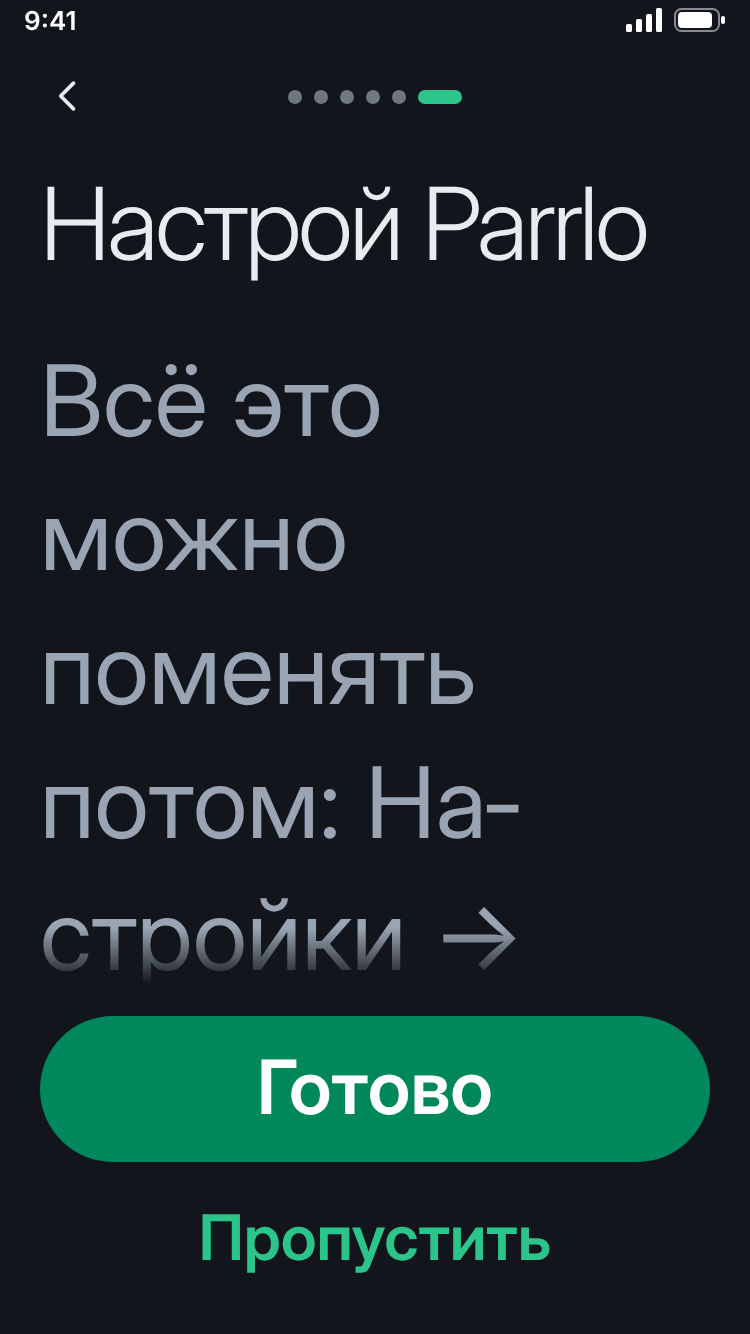 9:41
Настрой Parrlo
Всё это
можно
поменять
потом: На-
стройки →
Готово
Пропустить